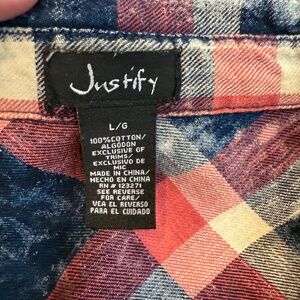 Justify
L/G
100%COTTON/
ALGODON
EXCLUSIVE OF
TRIMS/
EXCLUSIVO DE
MIC
MADE IN CHINA/
HECHO EN CHINA
RN # 123271
SEE REVERSE
FOR CARE/
VEA EL REVERSO
PARA EL CUIDADO